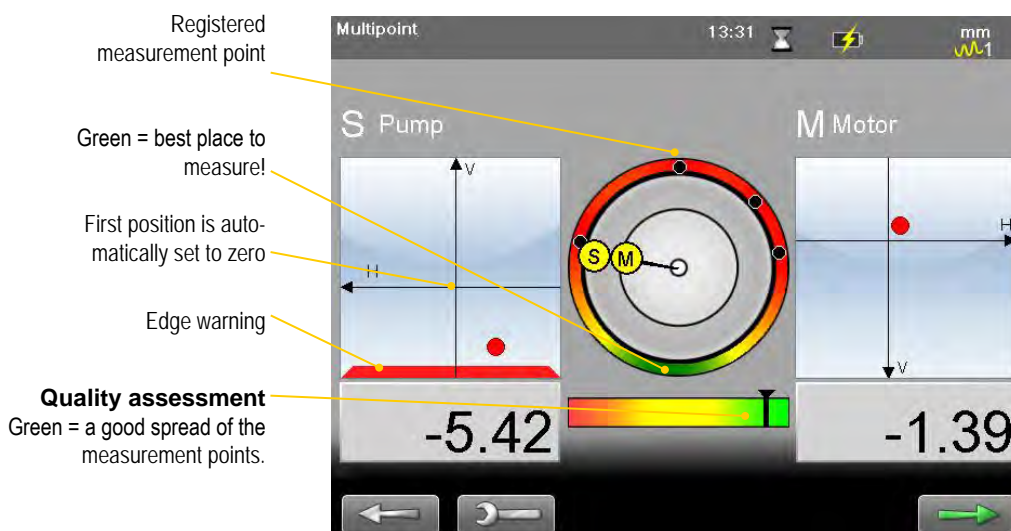 Registered
measurement point
Green = best place to
measure!
First position is auto-
matically set to zero
Edge warning
Quality assessment
Green = a good spread of the
measurement points.
Multipoint
13:31
mm
1
S Pump
M Motor
V
H
S
M
H
V
-5.42
-1.39